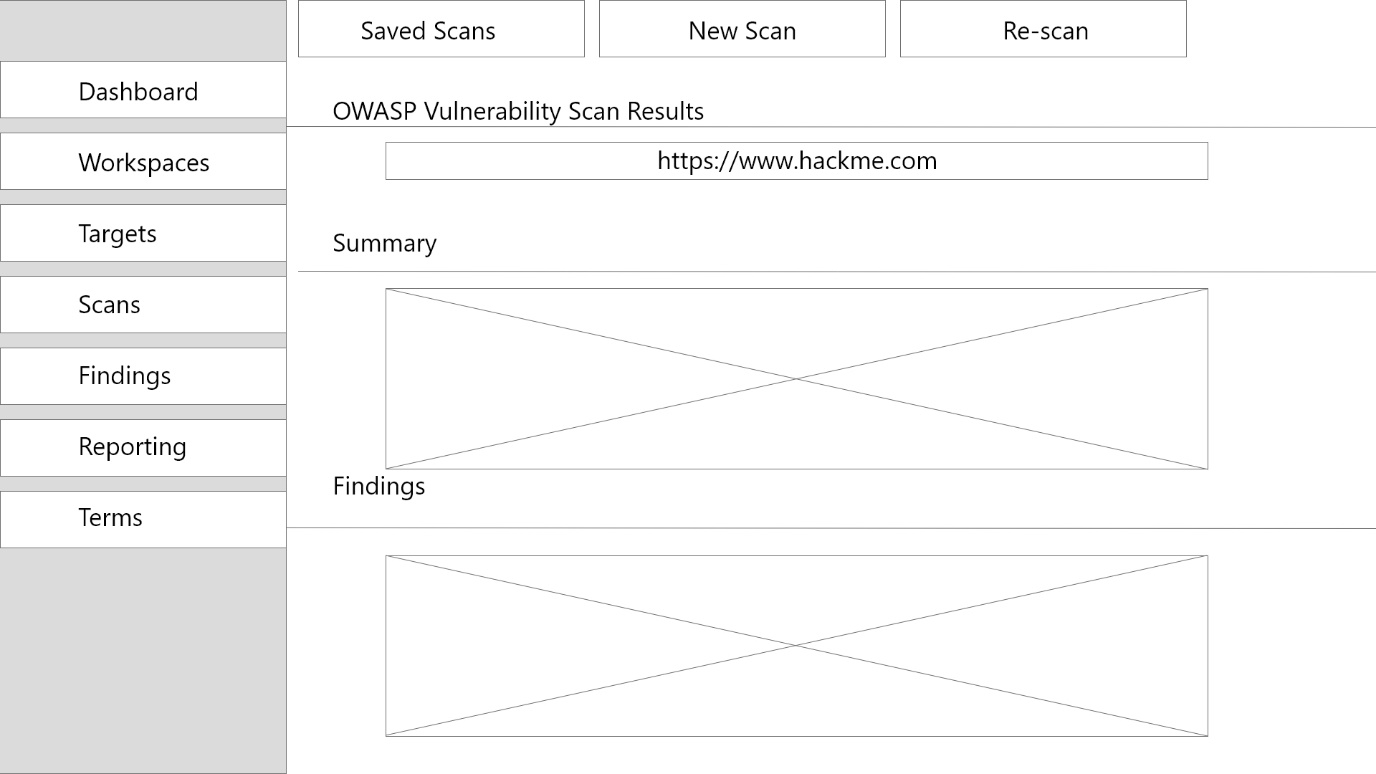 Saved Scans
New Scan
Re-scan
Dashboard
Workspaces
Targets
Scans
Findings
Reporting
Terms
OWASP Vulnerability Scan Results
https://www.hackme.com
Summary
Findings